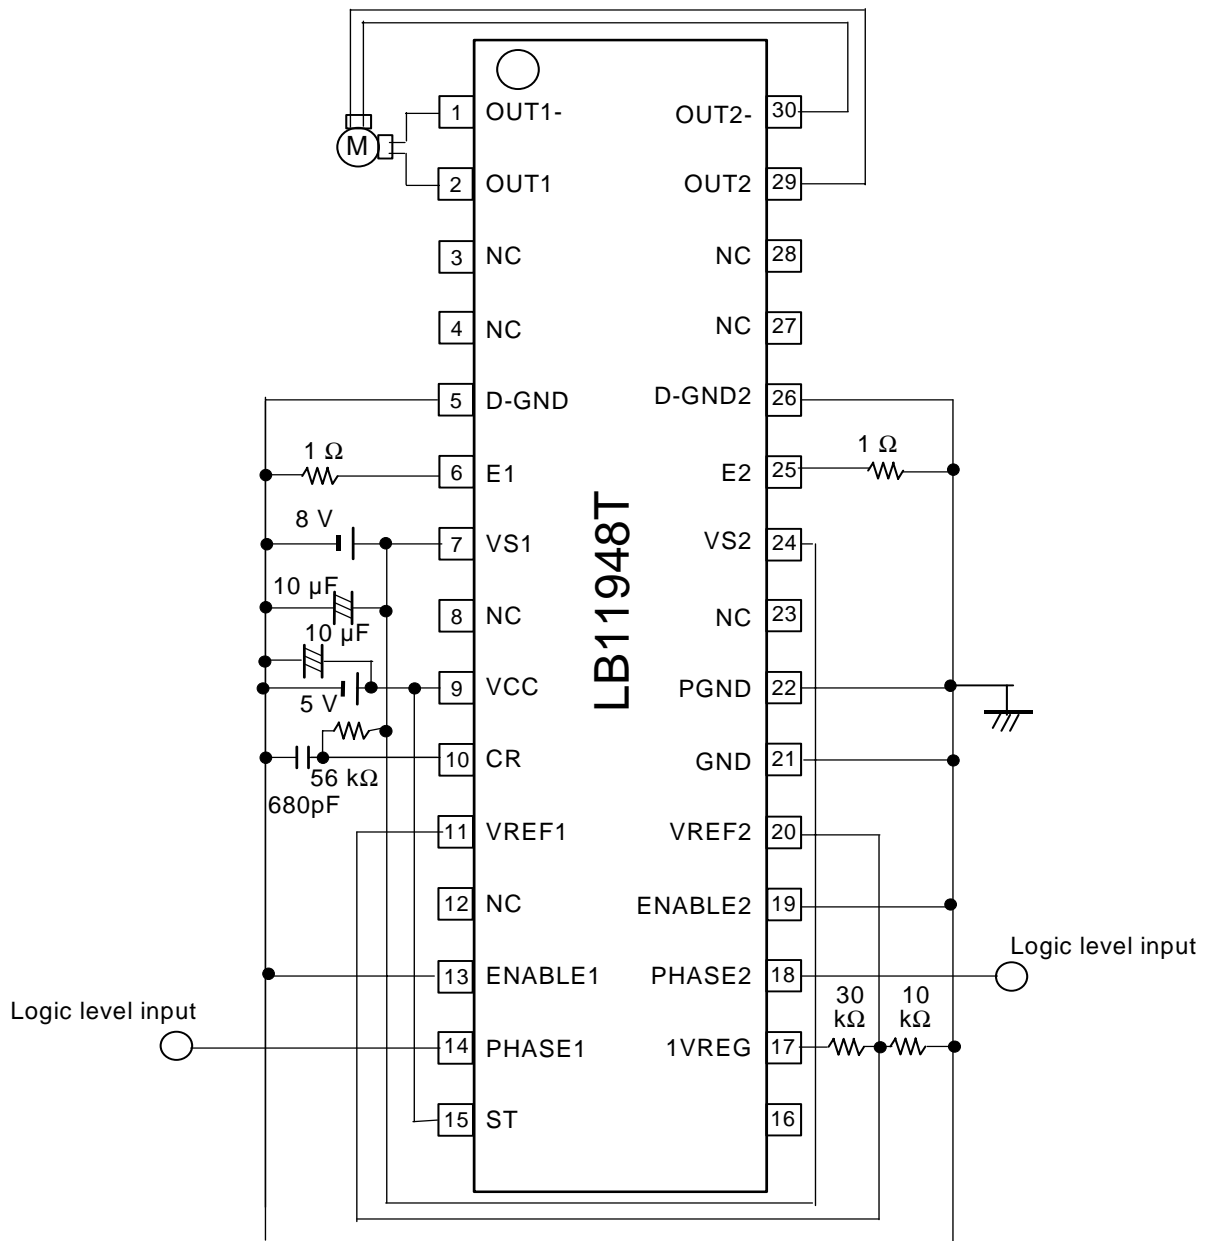 M
1 OUT1- OUT2- 30
2 OUT1 OUT2 29
3 NC NC 28
4 NC NC 27
5 D-GND D-GND2 26
1 Ω 1 Ω
6 E1 E2 25
8 V
7 VS1 VS2 24
10 µF
8 NC NC 23
10 µF
9 VCC PGND 22
5 V
10 CR GND 21
56 kΩ
680pF
11 VREF1 VREF2 20
12 NC ENABLE2 19
LB11948T
Logic level input
13 ENABLE1 PHASE2 18
30 kΩ
10 kΩ
Logic level input
14 PHASE1 1VREG 17
15 ST 16